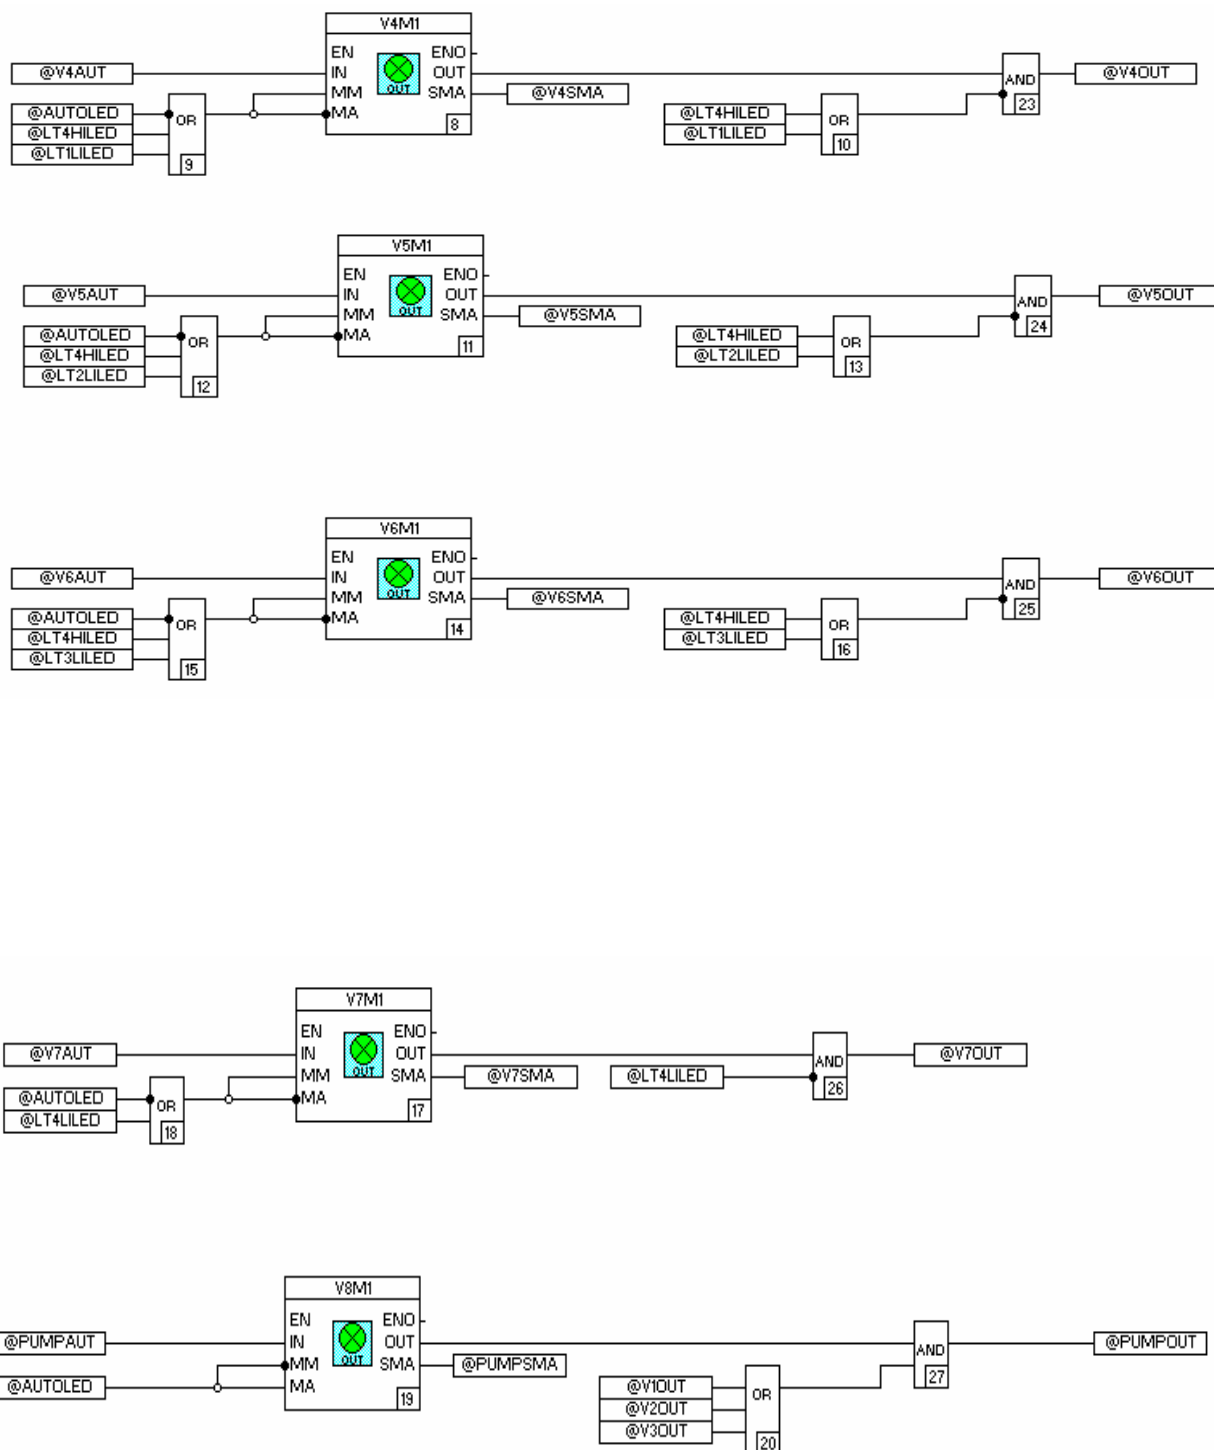 V4M1
EN ENO
@V4AUT IN OUT AND @V4OUT
MM SMA @V4SMA
@AUTOLED OR MA @LT4HILED OR 23
@LT4HILED OUT 8 @LT1LILED
@LT1LILED 9 10
V5M1
EN ENO
@V5AUT IN OUT AND @V5OUT
MM SMA @V5SMA
@AUTOLED OR MA @LT4HILED OR 24
@LT4HILED OUT 11 @LT2LILED
@LT2LILED 12 13
V6M1
EN ENO
@V6AUT IN OUT AND @V6OUT
MM SMA @V6SMA
@AUTOLED OR MA @LT4HILED OR 25
@LT4HILED OUT 14 @LT3LILED
@LT3LILED 15 16
V7M1
EN ENO
@V7AUT IN OUT AND @V7OUT
MM OUT SMA @V7SMA @LT4LILED 26
@AUTOLED OR MA 17
@LT4LILED 18
V8M1
EN ENO
@PUMPAUT IN OUT AND @PUMPOUT
MM OUT SMA @PUMPSMA 27
@AUTOLED MA 19 @V1OUT OR
@V2OUT
@V3OUT 20